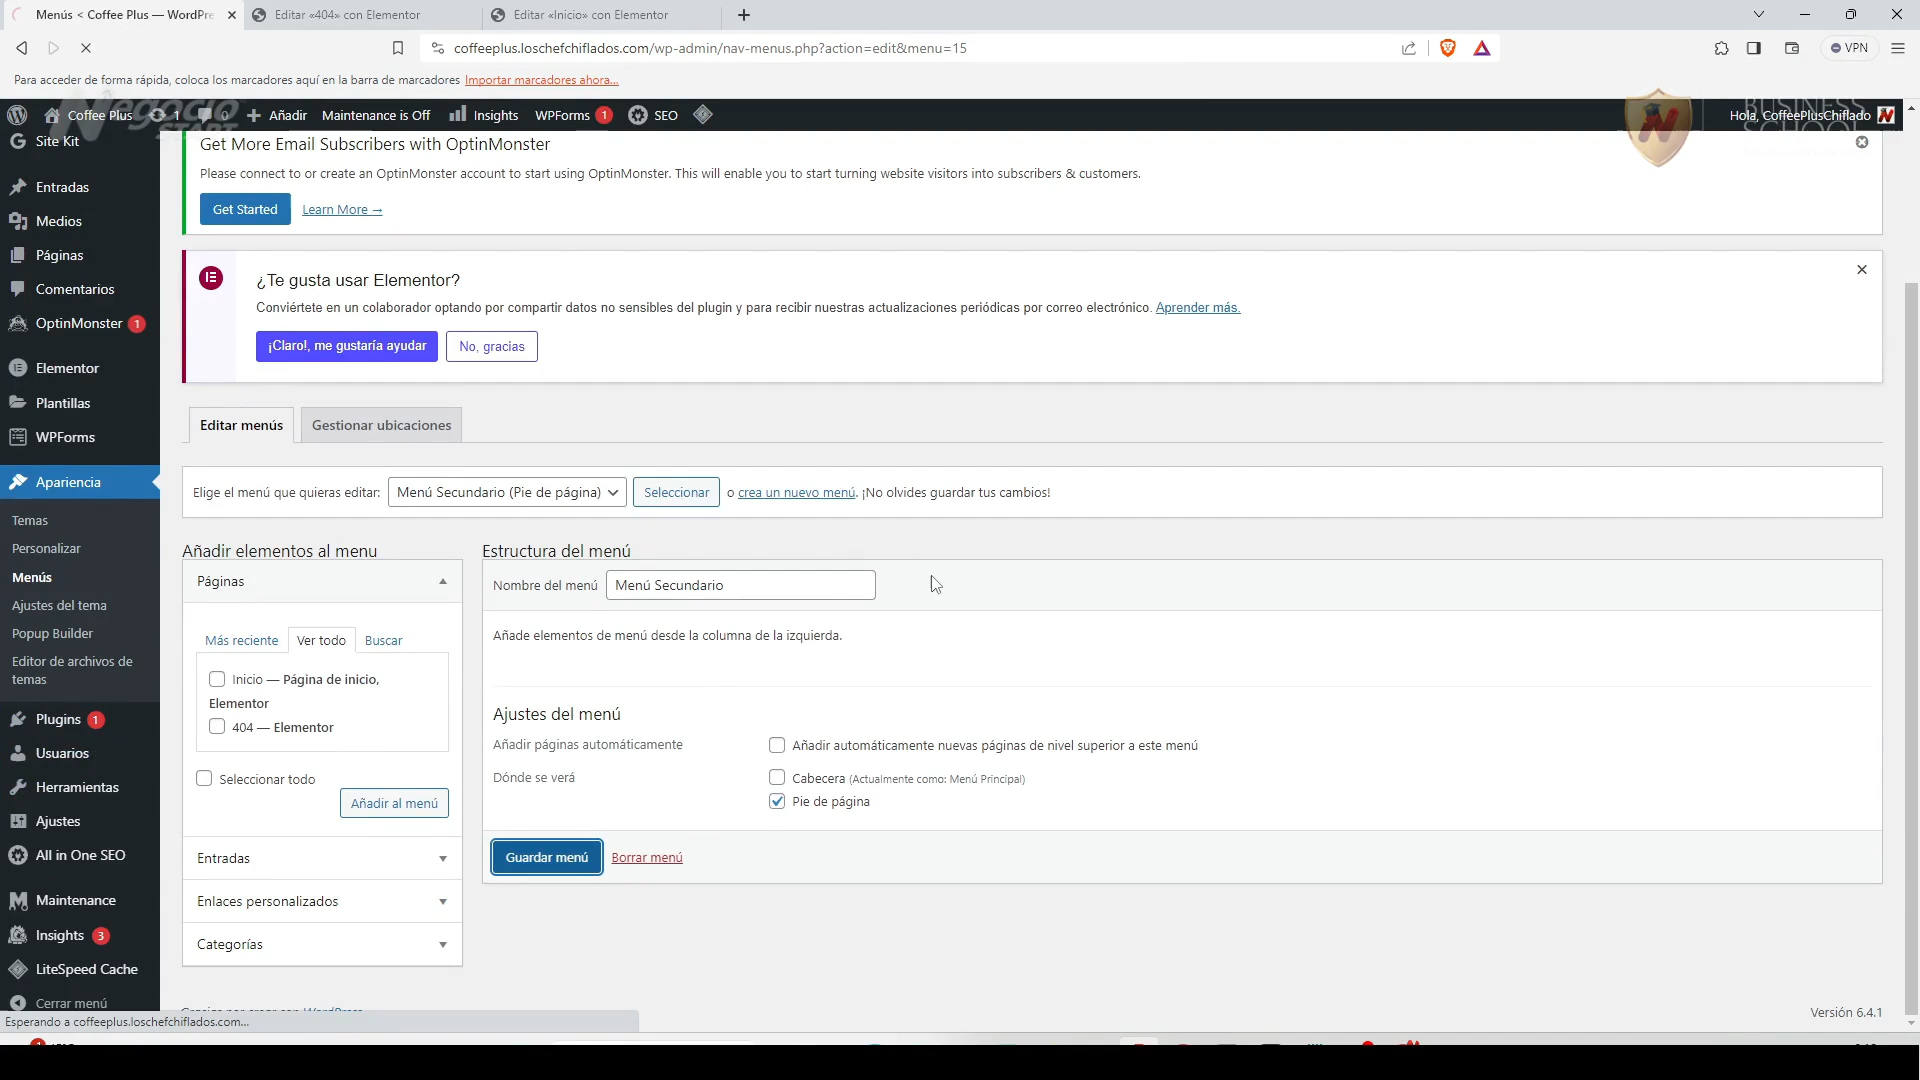 Menús < Coffee Plus — WordPre
Editar «404» con Elementor
Editar «Inicio» con Elementor
coffeeplus.loschefchiflados.com/wp-admin/nav-menus.php?action=edit&menu=15
VPN
Para acceder de forma rápida, coloca los marcadores aquí en la barra de marcadores Importar marcadores ahora...
Negocio
START
BUSINESS
SCHOOL
Coffee Plus
1
0
Añadir
Maintenance is Off
Insights
WPForms 1
SEO
Hola, CoffeePlusChiflado
Site Kit
Entradas
Medios
Páginas
Comentarios
OptinMonster 1
Elementor
Plantillas
WPForms
Apariencia
Temas
Personalizar
Menús
Ajustes del tema
Popup Builder
Editor de archivos de
temas
Plugins 1
Usuarios
Herramientas
Ajustes
All in One SEO
Maintenance
Insights 3
LiteSpeed Cache
Cerrar menú
Get More Email Subscribers with OptinMonster
Please connect to or create an OptinMonster account to start using OptinMonster. This will enable you to start turning website visitors into subscribers & customers.
Get Started
Learn More →
¿Te gusta usar Elementor?
Conviértete en un colaborador optando por compartir datos no sensibles del plugin y para recibir nuestras actualizaciones periódicas por correo electrónico. Aprender más.
¡Claro!, me gustaría ayudar
No, gracias
Editar menús
Gestionar ubicaciones
Elige el menú que quieras editar: Menú Secundario (Pie de página) Seleccionar o crea un nuevo menú. ¡No olvides guardar tus cambios!
Añadir elementos al menu
Páginas
Más reciente
Ver todo
Buscar
Inicio — Página de inicio,
Elementor
404 — Elementor
Seleccionar todo
Añadir al menú
Entradas
Enlaces personalizados
Categorías
Estructura del menú
Nombre del menú Menú Secundario
Añade elementos de menú desde la columna de la izquierda.
Ajustes del menú
Añadir páginas automáticamente
Añadir automáticamente nuevas páginas de nivel superior a este menú
Dónde se verá
Cabecera (Actualmente como: Menú Principal)
Pie de página
Guardar menú
Borrar menú
Versión 6.4.1
Esperando a coffeeplus.loschefchiflados.com...